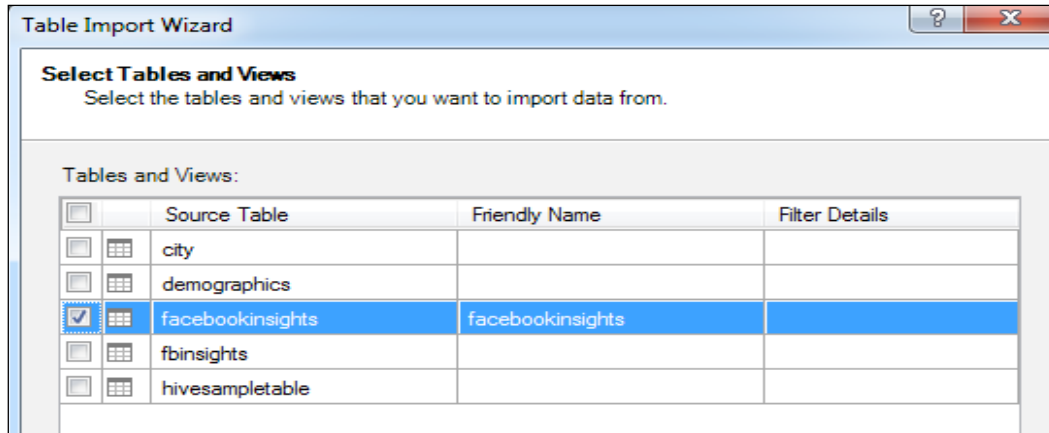 Table Import Wizard
Select Tables and Views
Select the tables and views that you want to import data from.
Tables and Views:
Source Table Friendly Name Filter Details
city
demographics
facebookinsights facebookinsights
fbinsights
hivesampletable